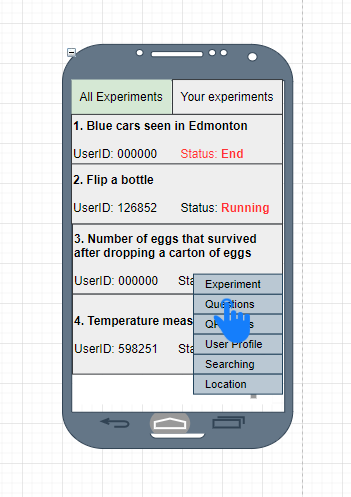 All Experiments
Your experiments
1. Blue cars seen in Edmonton
UserID: 000000 Status: End
2. Flip a bottle
UserID: 126852 Status: Running
3. Number of eggs that survived
after dropping a carton of eggs
UserID: 000000
4. Temperature meas
UserID: 598251
Experiment
Questions
User Profile
Searching
Location